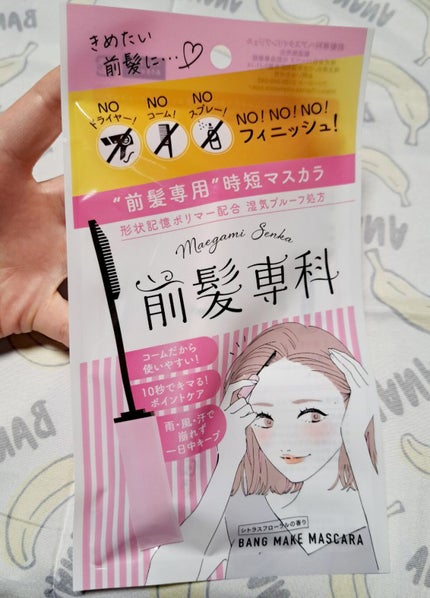 きめたい
前髪に…♡
NO
ドライヤー!
NO
コーム!
NO
スプレー!
NO! NO! NO!
フィニッシュ!
"前髪専用"時短マスカラ
形状記憶ポリマー配合 湿気プルーフ処方
Maegami Senka
前髪専科
コームだから
使いやすい!
10秒でキマる!
ポイントケア
雨・風・汗で
崩れず
一日中キープ
シトラスフローラルの香り
BANG MAKE MASCARA